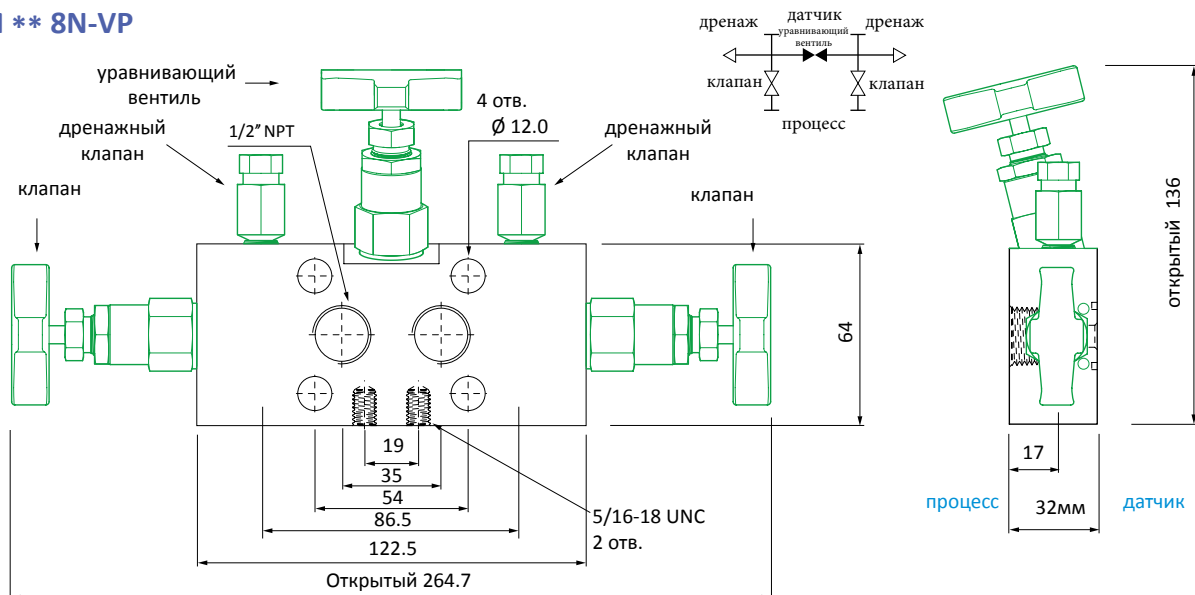 ** 8N-VP
дренаж
датчик
дренаж
уравнивающий
вентиль
клапан
клапан
процесс
уравнивающий
вентиль
4 отв.
Ø 12.0
дренажный
клапан
1/2” NPT
дренажный
клапан
клапан
клапан
64
открытый 136
19
35
54
86.5
122.5
Открытый 264.7
5/16-18 UNC
2 отв.
17
процесс
32мм
датчик